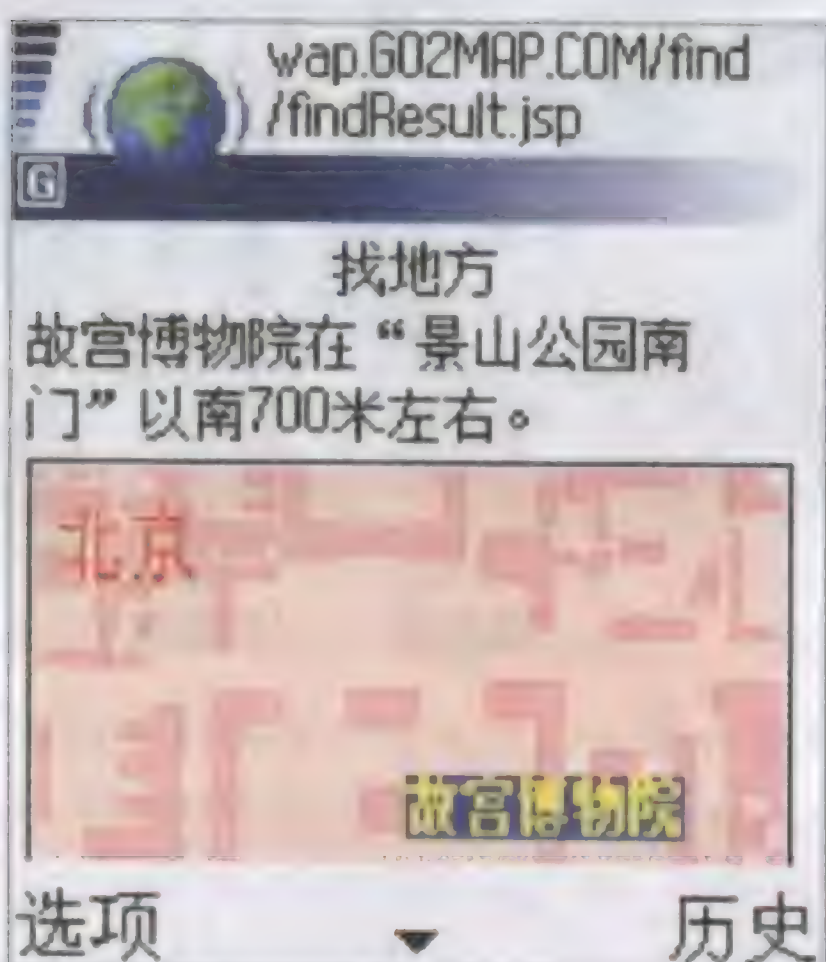 wap.GO2MAP.COM/find
/findResult.jsp
G
找地方
故宫博物院在“景山公园南
门”以南700米左右。
北京
故宫博物院
选项
历史